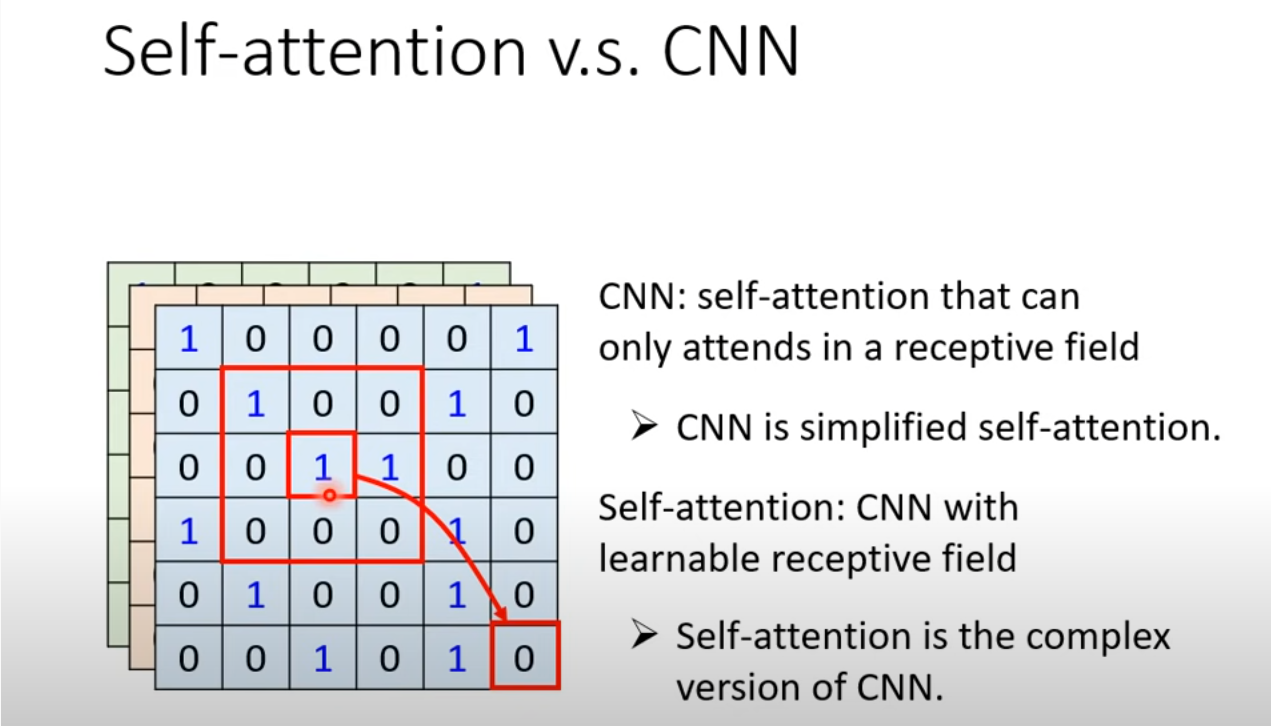 Self-attention v.s. CNN
1 0 0 0 0 1
0 1 0 0 1 0
0 0 1 1 0 0
1 0 0 0 1 0
0 1 0 0 1 0
0 0 1 0 1 0
CNN: self-attention that can
only attends in a receptive field
➤ CNN is simplified self-attention.
Self-attention: CNN with
learnable receptive field
➤ Self-attention is the complex
version of CNN.